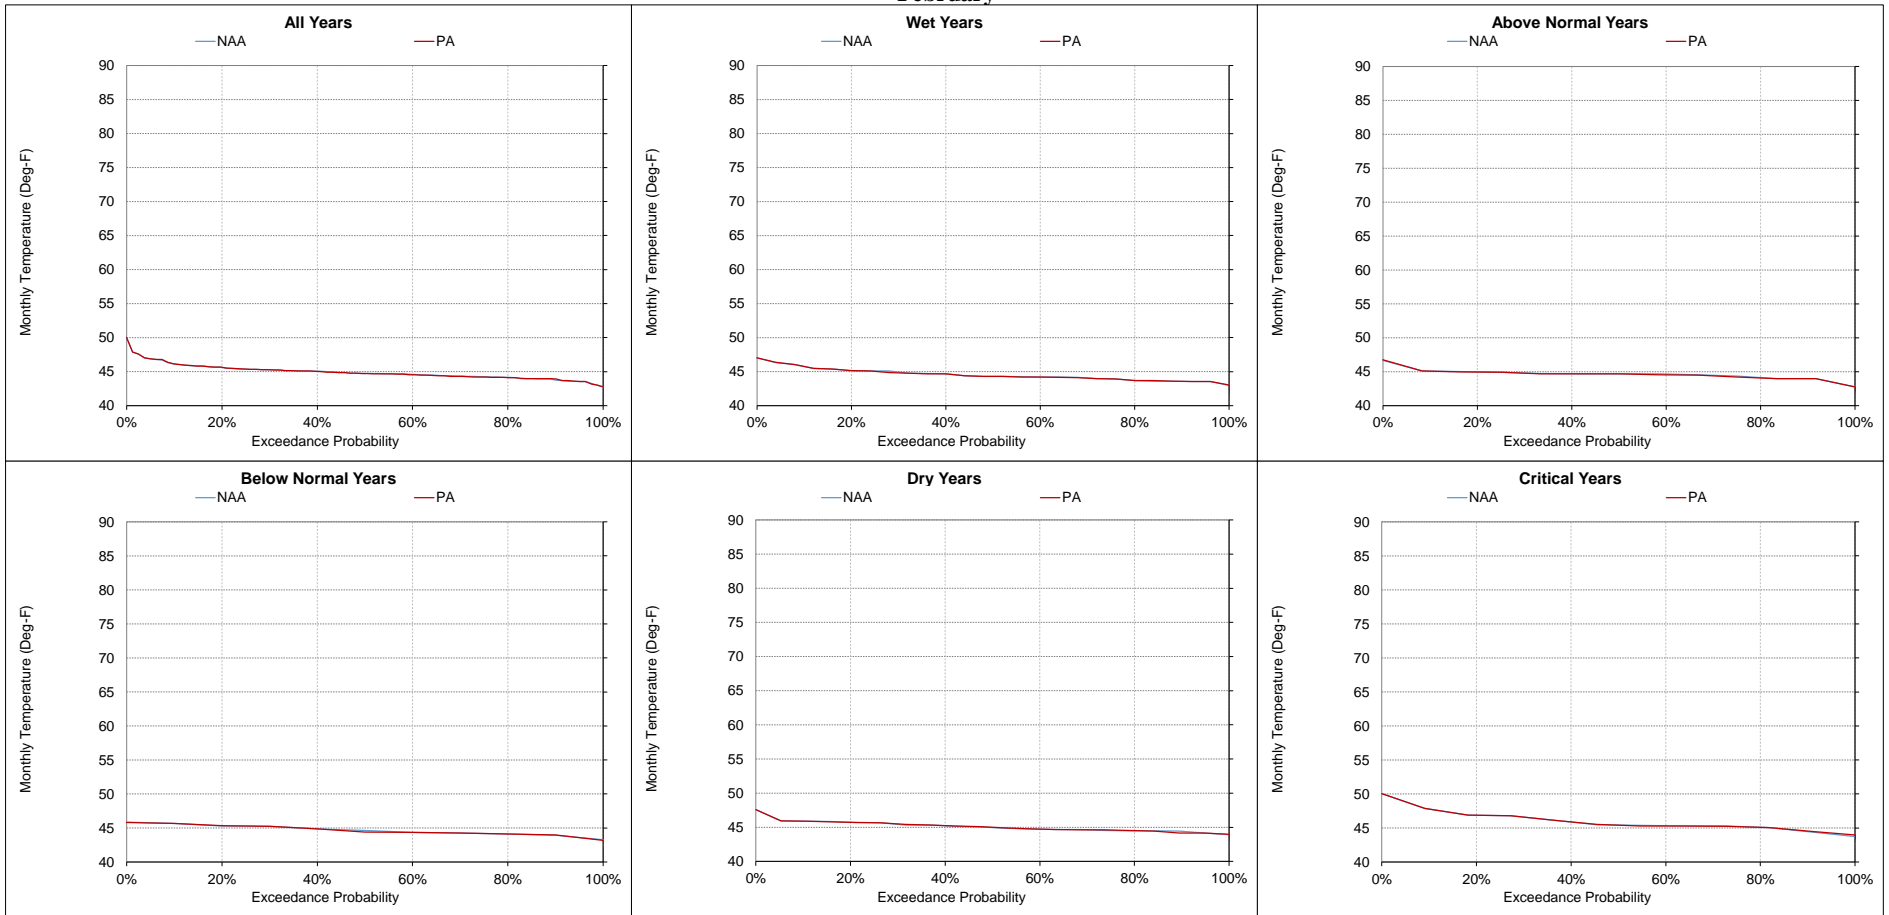 February
All Years
NAA PA
Monthly Temperature (Deg-F)
90
85
80
75
70
65
60
55
50
45
40
0% 20% 40% 60% 80% 100%
Exceedance Probability
Wet Years
NAA PA
Monthly Temperature (Deg-F)
90
85
80
75
70
65
60
55
50
45
40
0% 20% 40% 60% 80% 100%
Exceedance Probability
Above Normal Years
NAA PA
Monthly Temperature (Deg-F)
90
85
80
75
70
65
60
55
50
45
40
0% 20% 40% 60% 80% 100%
Exceedance Probability
Below Normal Years
NAA PA
Monthly Temperature (Deg-F)
90
85
80
75
70
65
60
55
50
45
40
0% 20% 40% 60% 80% 100%
Exceedance Probability
Dry Years
NAA PA
Monthly Temperature (Deg-F)
90
85
80
75
70
65
60
55
50
45
40
0% 20% 40% 60% 80% 100%
Exceedance Probability
Critical Years
NAA PA
Monthly Temperature (Deg-F)
90
85
80
75
70
65
60
55
50
45
40
0% 20% 40% 60% 80% 100%
Exceedance Probability